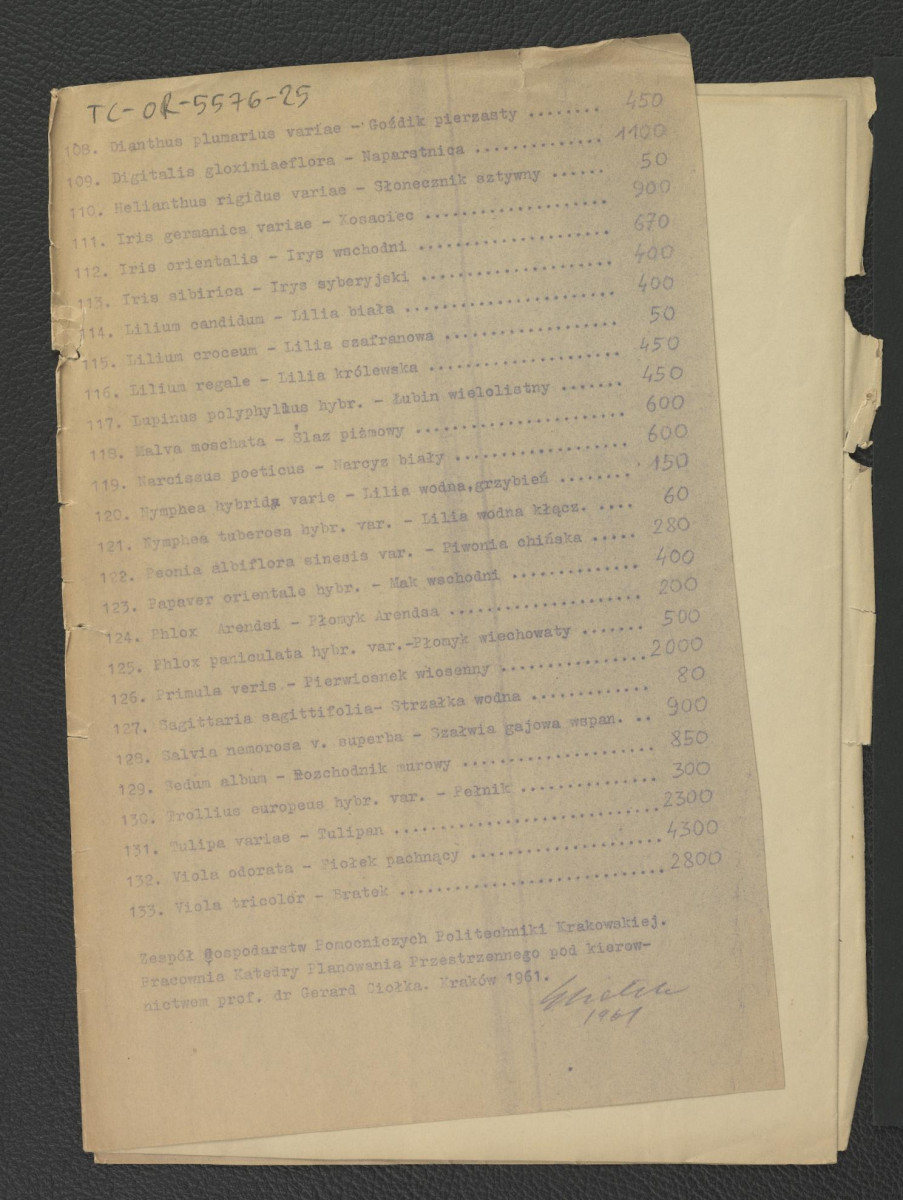 TC-OR-5576-25
108. Dianthus plumarius variae - Goździk pierzasty ........ 450
109. Digitalis gloxiniaeflora - Naparstnica .............. 1100
110. Helianthus rigidus variae - Słonecznik sztywny ...... 50
111. Iris germanica variae - Kosaciec .................... 900
112. Iris orientalis - Irys wschodni ..................... 670
113. Iris sibirica - Irys syberyjski ..................... 400
114. Lilium candidum - Lilia biała ....................... 400
115. Lilium croceum - Lilia szafranowa ................... 50
116. Lilium regale - Lilia królewska ..................... 450
117. Lupinus polyphyllus hybr. - Łubin wielolistny ....... 450
118. Malva moschata - Ślaz piżmowy ....................... 600
119. Narcissus poeticus - Narcyz biały ................... 600
120. Nymphea hybrida varie - Lilia wodna,grzybień ........ 150
121. Nymphea tuberosa hybr. var. - Lilia wodna kłącz. .... 60
122. Peonia albiflora sinesis var. - Piwonia chińska ..... 280
123. Papaver orientale hybr. - Mak wschodni .............. 400
124. Phlox Arendsi - Płomyk Arendsa ...................... 200
125. Phlox paniculata hybr. var.-Płomyk wiechowaty ....... 500
126. Primula veris - Pierwiosnek wiosenny ................ 2000
127. Sagittaria sagittifolia- Strzałka wodna ............. 80
128. Salvia nemorosa v. superba - Szałwia gajowa wspan. .. 900
129. Sedum album - Rozchodnik murowy ..................... 850
130. Trollius europeus hybr. var. - Pełnik ............... 300
131. Tulipa variae - Tulipan ............................. 2300
132. Viola odorata - Fiołek pachnący ..................... 4300
133. Viola tricolor - Bratek ............................. 2800
Zespół Gospodarstw Pomocniczych Politechniki Krakowskiej.
Pracownia Katedry Planowania Przestrzennego pod kierow-
nictwem prof. dr Gerard Ciołka. Kraków 1961.
1961